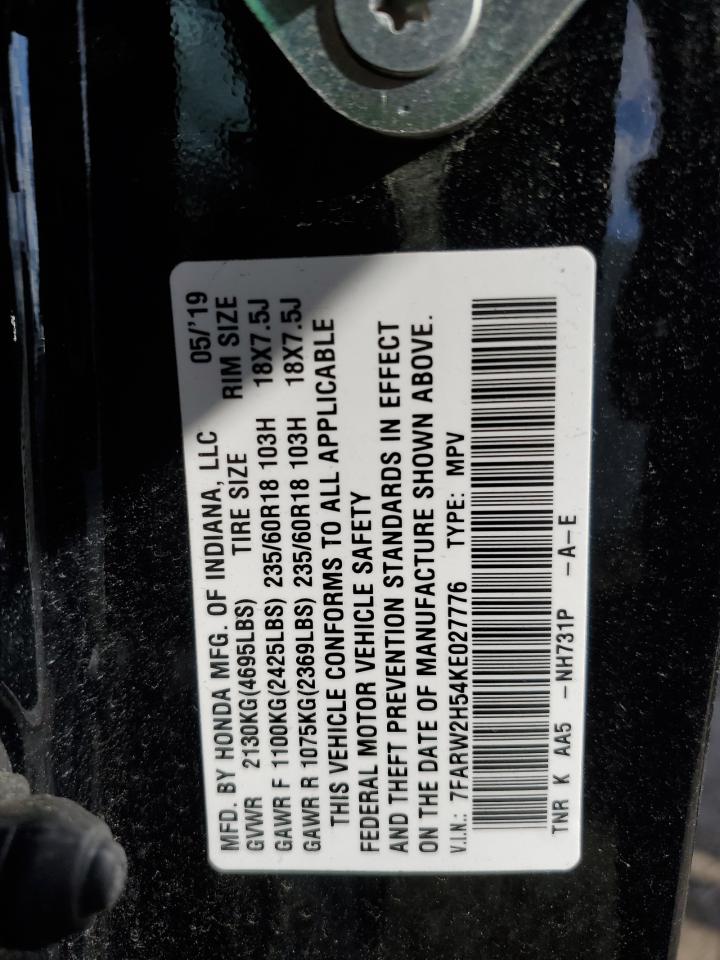 MFD. BY HONDA MFG. OF INDIANA, LLC 05/'19
GVWR 2130KG(4695LBS) TIRE SIZE RIM SIZE
GAWR F 1100KG(2425LBS) 235/60R18 103H 18X7.5J
GAWR R 1075KG(2369LBS) 235/60R18 103H 18X7.5J
THIS VEHICLE CONFORMS TO ALL APPLICABLE
FEDERAL MOTOR VEHICLE SAFETY
AND THEFT PREVENTION STANDARDS IN EFFECT
ON THE DATE OF MANUFACTURE SHOWN ABOVE.
V.I.N.: 7FARW2H54KE027776 TYPE: MPV
TNR K AA5 -NH731P -A-E